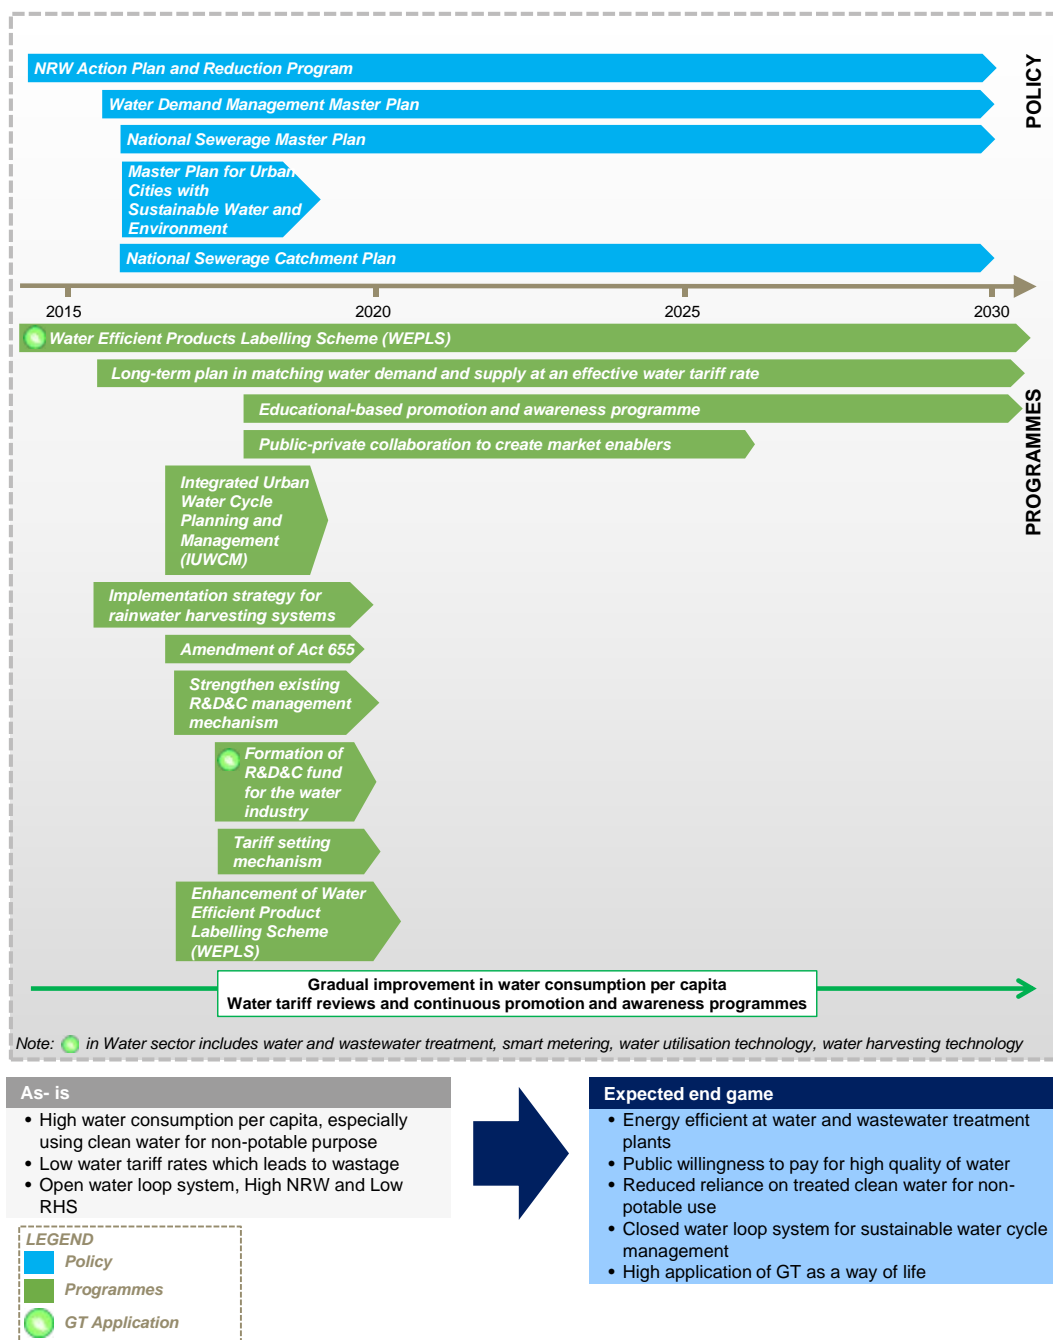 NRW Action Plan and Reduction Program
POLICY
Water Demand Management Master Plan
National Sewerage Master Plan
Master Plan for Urban
Cities with
Sustainable Water and
Environment
National Sewerage Catchment Plan
2015
2020
2025
2030
Water Efficient Products Labelling Scheme (WEPLS)
Long-term plan in matching water demand and supply at an effective water tariff rate
PROGRAMMES
Educational-based promotion and awareness programme
Public-private collaboration to create market enablers
Integrated Urban
Water Cycle
Planning and
Management
(IUWCM)
Implementation strategy for
rainwater harvesting systems
Amendment of Act 655
Strengthen existing
R&D&C management
mechanism
Formation of
R&D&C fund
for the water
industry
Tariff setting
mechanism
Enhancement of Water
Efficient Product
Labelling Scheme
(WEPLS)
Gradual improvement in water consumption per capita
Water tariff reviews and continuous promotion and awareness programmes
Note: in Water sector includes water and wastewater treatment, smart metering, water utilisation technology, water harvesting technology
As- is
• High water consumption per capita, especially
using clean water for non-potable purpose
• Low water tariff rates which leads to wastage
• Open water loop system, High NRW and Low
RHS
Expected end game
• Energy efficient at water and wastewater treatment
plants
• Public willingness to pay for high quality of water
• Reduced reliance on treated clean water for non-
potable use
• Closed water loop system for sustainable water cycle
management
• High application of GT as a way of life
LEGEND
Policy
Programmes
GT Application